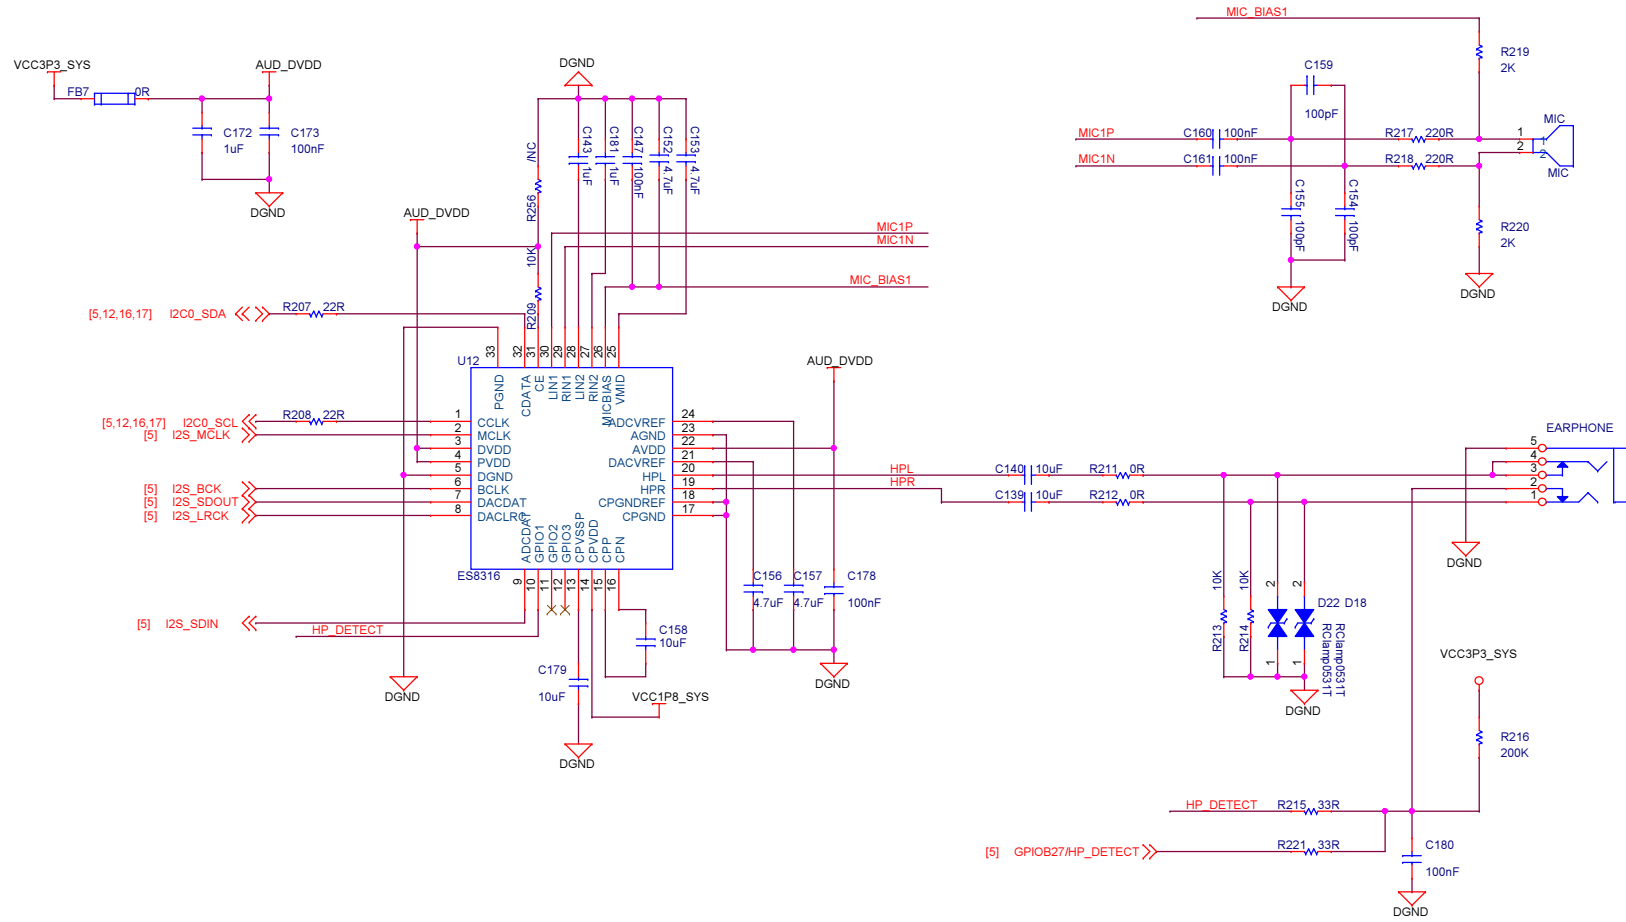 MIC_BIAS1
R219
2K
C159
100pF
MIC1P
C160
100nF
R217
220R
1
MIC
1
MIC1N
C161
100nF
R218
220R
2
2
MIC
C155
100pF
C154
100pF
R220
2K
DGND
DGND
VCC3P3_SYS
AUD_DVDD
FB7
0R
C172
1uF
C173
100nF
DGND
DGND
/NC
R256
C143
1uF
C181
1uF
C147
100nF
C152
4.7uF
C153
4.7uF
AUD_DVDD
10K
R209
MIC1P
MIC1N
MIC_BIAS1
[5,12,16,17] I2C0_SDA
R207 22R
33
32
31
30
29
28
27
26
25
U12
PGND
CDATA
CE
LIN1
RIN1
LIN2
RIN2
MICBIAS
VMID
[5,12,16,17] I2C0_SCL
R208 22R
[5] I2S_MCLK
[5] I2S_BCK
[5] I2S_SDOUT
[5] I2S_LRCK
1 CCLK
2 MCLK
3 DVDD
4 PVDD
5 DGND
6 BCLK
7 DACDAT
8 DACLRC
ADCVREF 24
AGND 23
AVDD 22
DACVREF 21
HPL 20
HPR 19
CPGNDREF 18
CPGND 17
ADCDAT
GPIO1
GPIO2
GPIO3
CPVSSP
CPVDD
CPP
CPN
ES8316
9
10
11
12
13
14
15
16
[5] I2S_SDIN
HP_DETECT
DGND
C179
10uF
C158
10uF
VCC1P8_SYS
DGND
AUD_DVDD
C156
4.7uF
C157
4.7uF
C178
100nF
DGND
HPL
C140 10uF
R211 0R
HPR
C139 10uF
R212 0R
EARPHONE
5
4
3
2
1
DGND
10K
R213
10K
R214
2
1
2
1
D22 D18
RClamp0531T
RClamp0531T
DGND
VCC3P3_SYS
R216
200K
HP_DETECT
R215 33R
[5] GPIOB27/HP_DETECT
R221 33R
C180
100nF
DGND